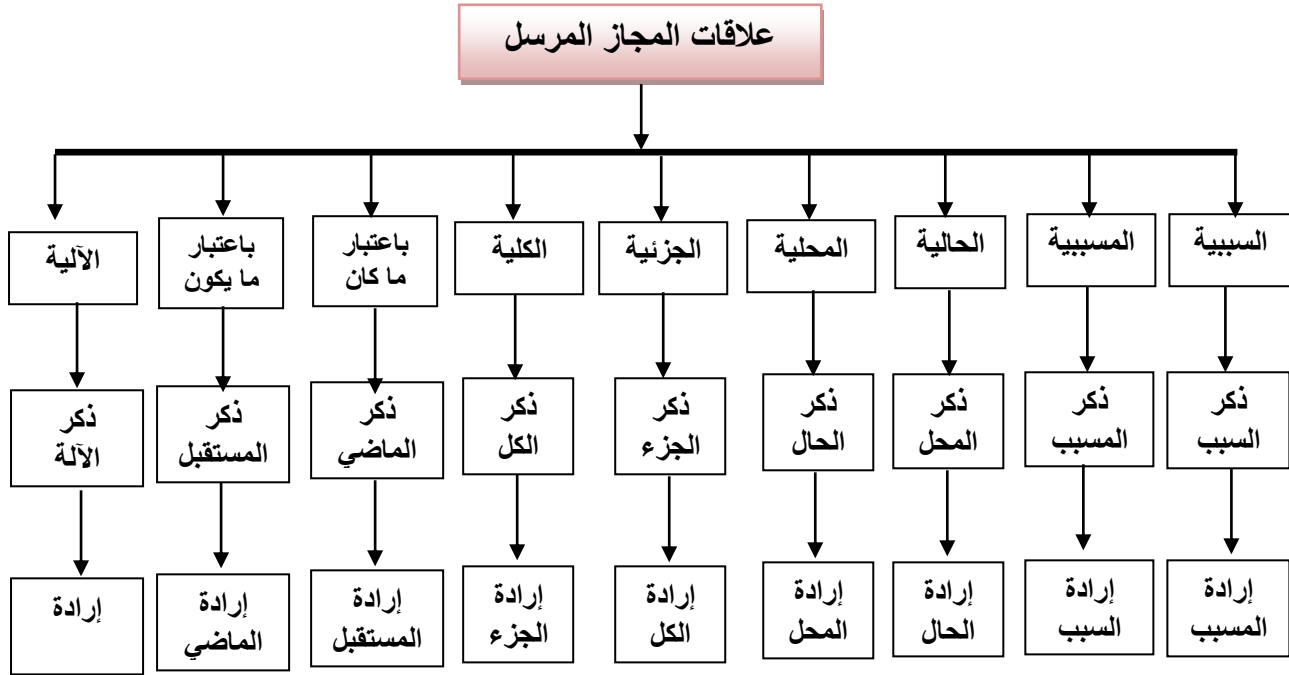 علاقات المجاز المرسل
السببية
المسببية
الحالية
المحلية
الجزئية
الكلية
باعتبار
ما كان
باعتبار
ما يكون
الآلية
ذكر
السبب
ذكر
المسبب
ذكر
المحل
ذكر
الحال
ذكر
الجزء
ذكر
الكل
ذكر
الماضي
ذكر
المستقبل
ذكر
الآلة
إرادة
المسبب
إرادة
السبب
إرادة
الحال
إرادة
المحل
إرادة
الكل
إرادة
الجزء
إرادة
المستقبل
إرادة
الماضي
إرادة